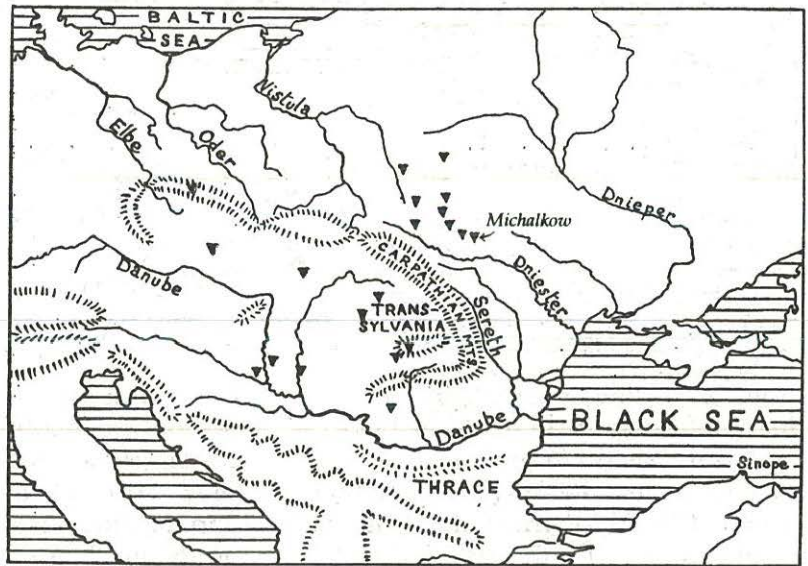 BALTIC
SEA
Vistula
Elbe
Oder
Dnieper
Michalkow
CARPATHIAN MTS
Dniester
Danube
Sereth
TRANS-
SYLVANIA
Danube
BLACK SEA
Sinope
THRACE